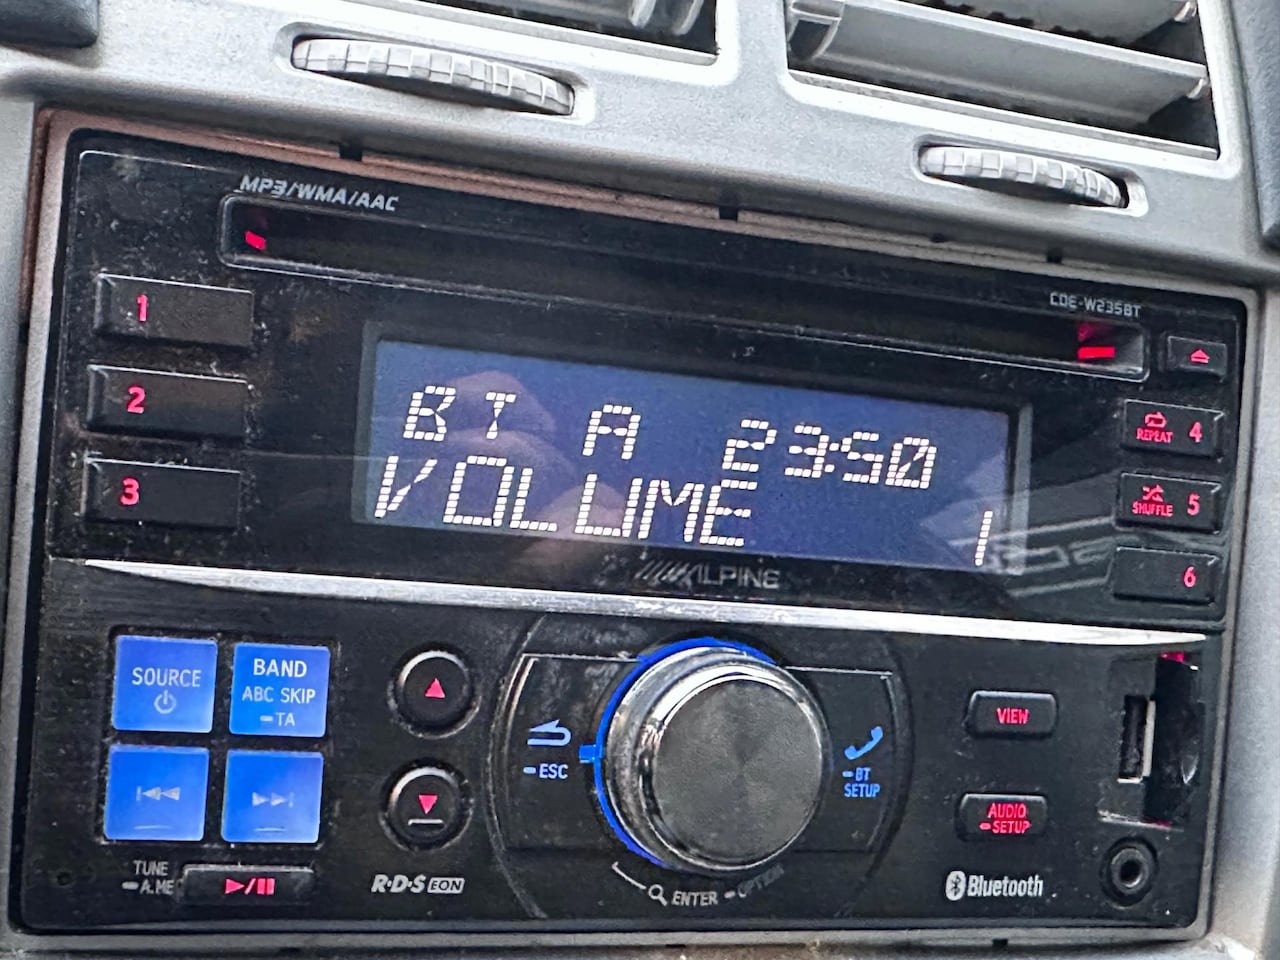 MP3/WMA/AAC
CDE-W235BT
1
2
3
REPEAT 4
SHUFFLE 5
6
BT A 23:50
VOLUME 1
ALPINE
SOURCE
BAND
ABC SKIP
TA
ESC
BT
SETUP
VIEW
AUDIO
SETUP
TUNE
A.ME
R·D·S EON
ENTER OPTION
Bluetooth